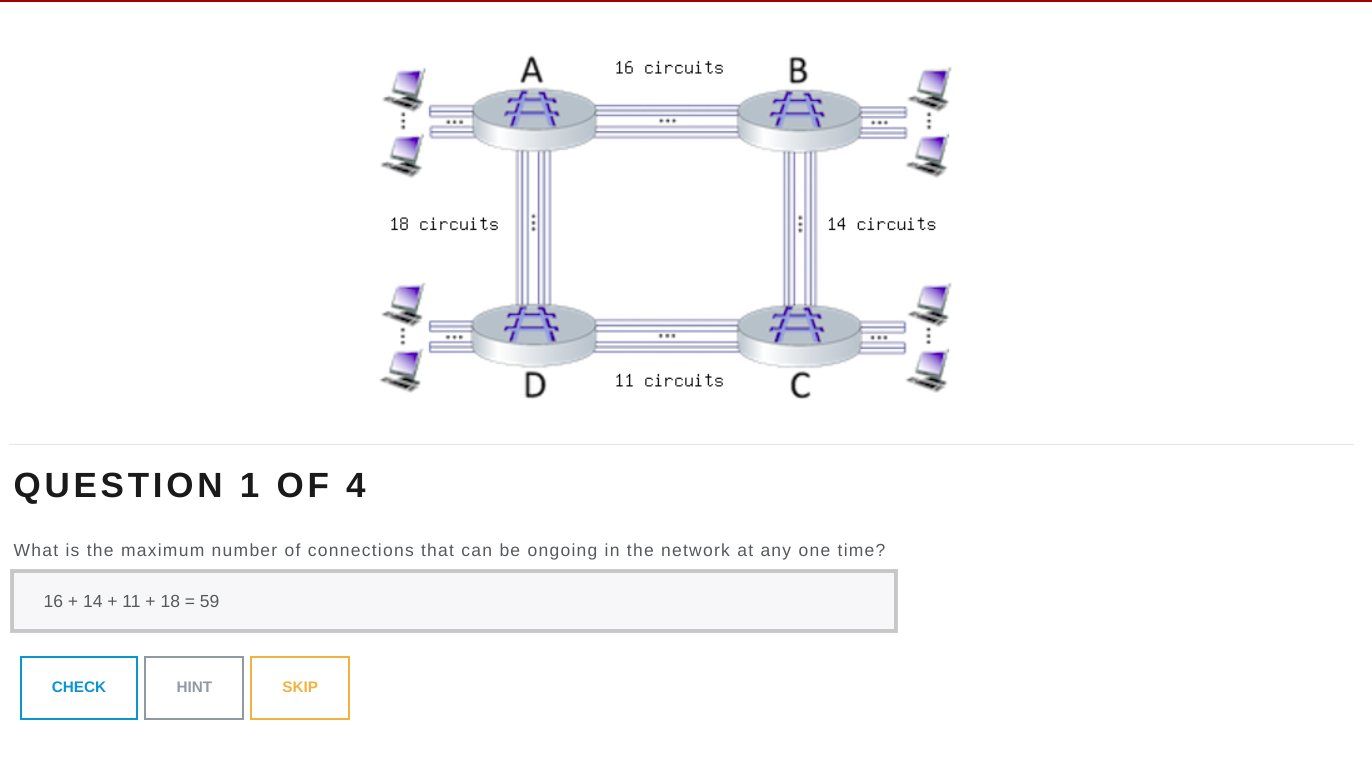 A
16 circuits
B
18 circuits
14 circuits
D
11 circuits
C
QUESTION 1 OF 4
What is the maximum number of connections that can be ongoing in the network at any one time?
16 + 14 + 11 + 18 = 59
CHECK
HINT
SKIP